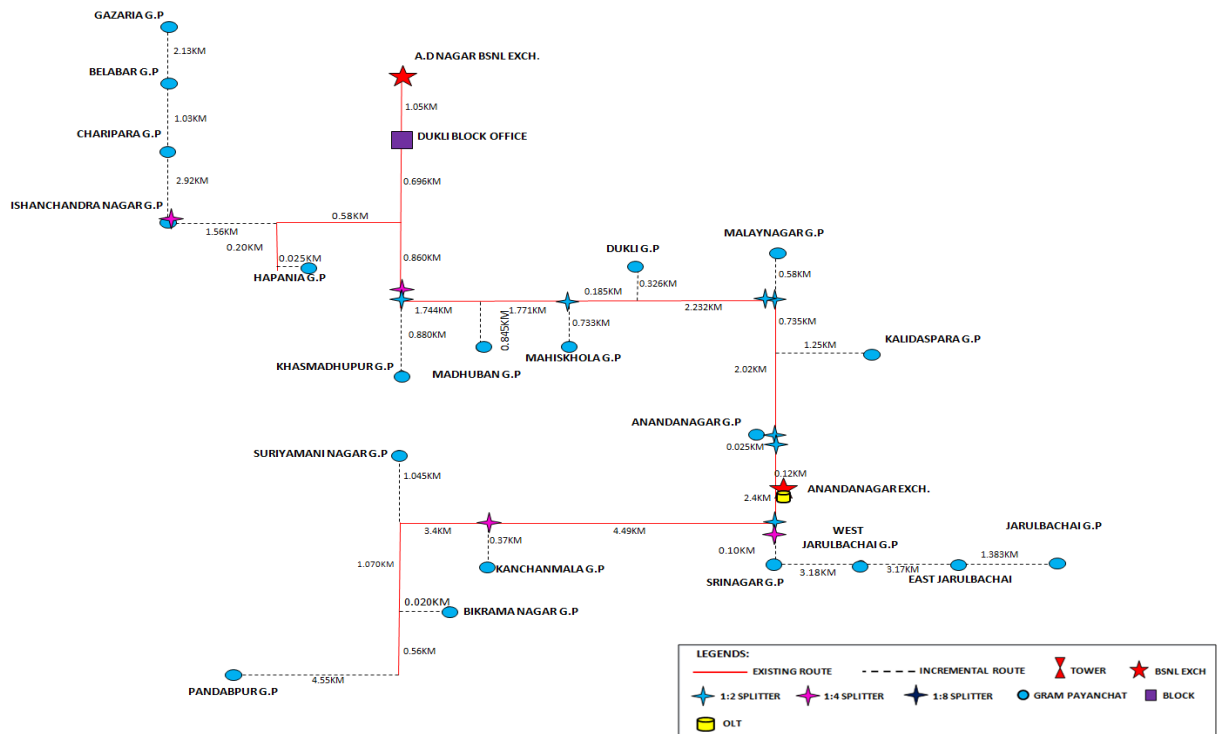 GAZARIA G.P
2.13KM
A.D NAGAR BSNL EXCH.
BELABAR G.P
1.05KM
1.03KM
CHARIPARA G.P
DUKLI BLOCK OFFICE
2.92KM
0.696KM
ISHANCHANDRA NAGAR G.P
0.58KM
1.56KM
MALAYNAGAR G.P
0.20KM
DUKLI G.P
0.025KM
0.860KM
HAPANIA G.P
0.58KM
0.326KM
0.185KM
1.744KM
1.771KM
2.232KM
0.735KM
0.880KM
0.845KM
0.733KM
1.25KM
KALIDASPARA G.P
KHASMADHUPUR G.P
MADHUBAN G.P
MAHISKHOLA G.P
2.02KM
ANANDANAGAR G.P
0.025KM
SURIYAMANI NAGAR G.P
1.045KM
0.12KM
ANANDANAGAR EXCH.
2.4KM
3.4KM
4.49KM
WEST
JARULBACHAI G.P
JARULBACHAI G.P
0.37KM
0.10KM
1.383KM
1.070KM
KANCHANMALA G.P
SRINAGAR G.P
3.18KM
3.17KM
EAST JARULBACHAI
0.020KM
BIKRAMA NAGAR G.P
0.56KM
PANDABPUR G.P
4.55KM
LEGENDS:
EXISTING ROUTE
INCREMENTAL ROUTE
TOWER
BSNL EXCH
1:2 SPLITTER
1:4 SPLITTER
1:8 SPLITTER
GRAM PAYANCHAT
BLOCK
OLT